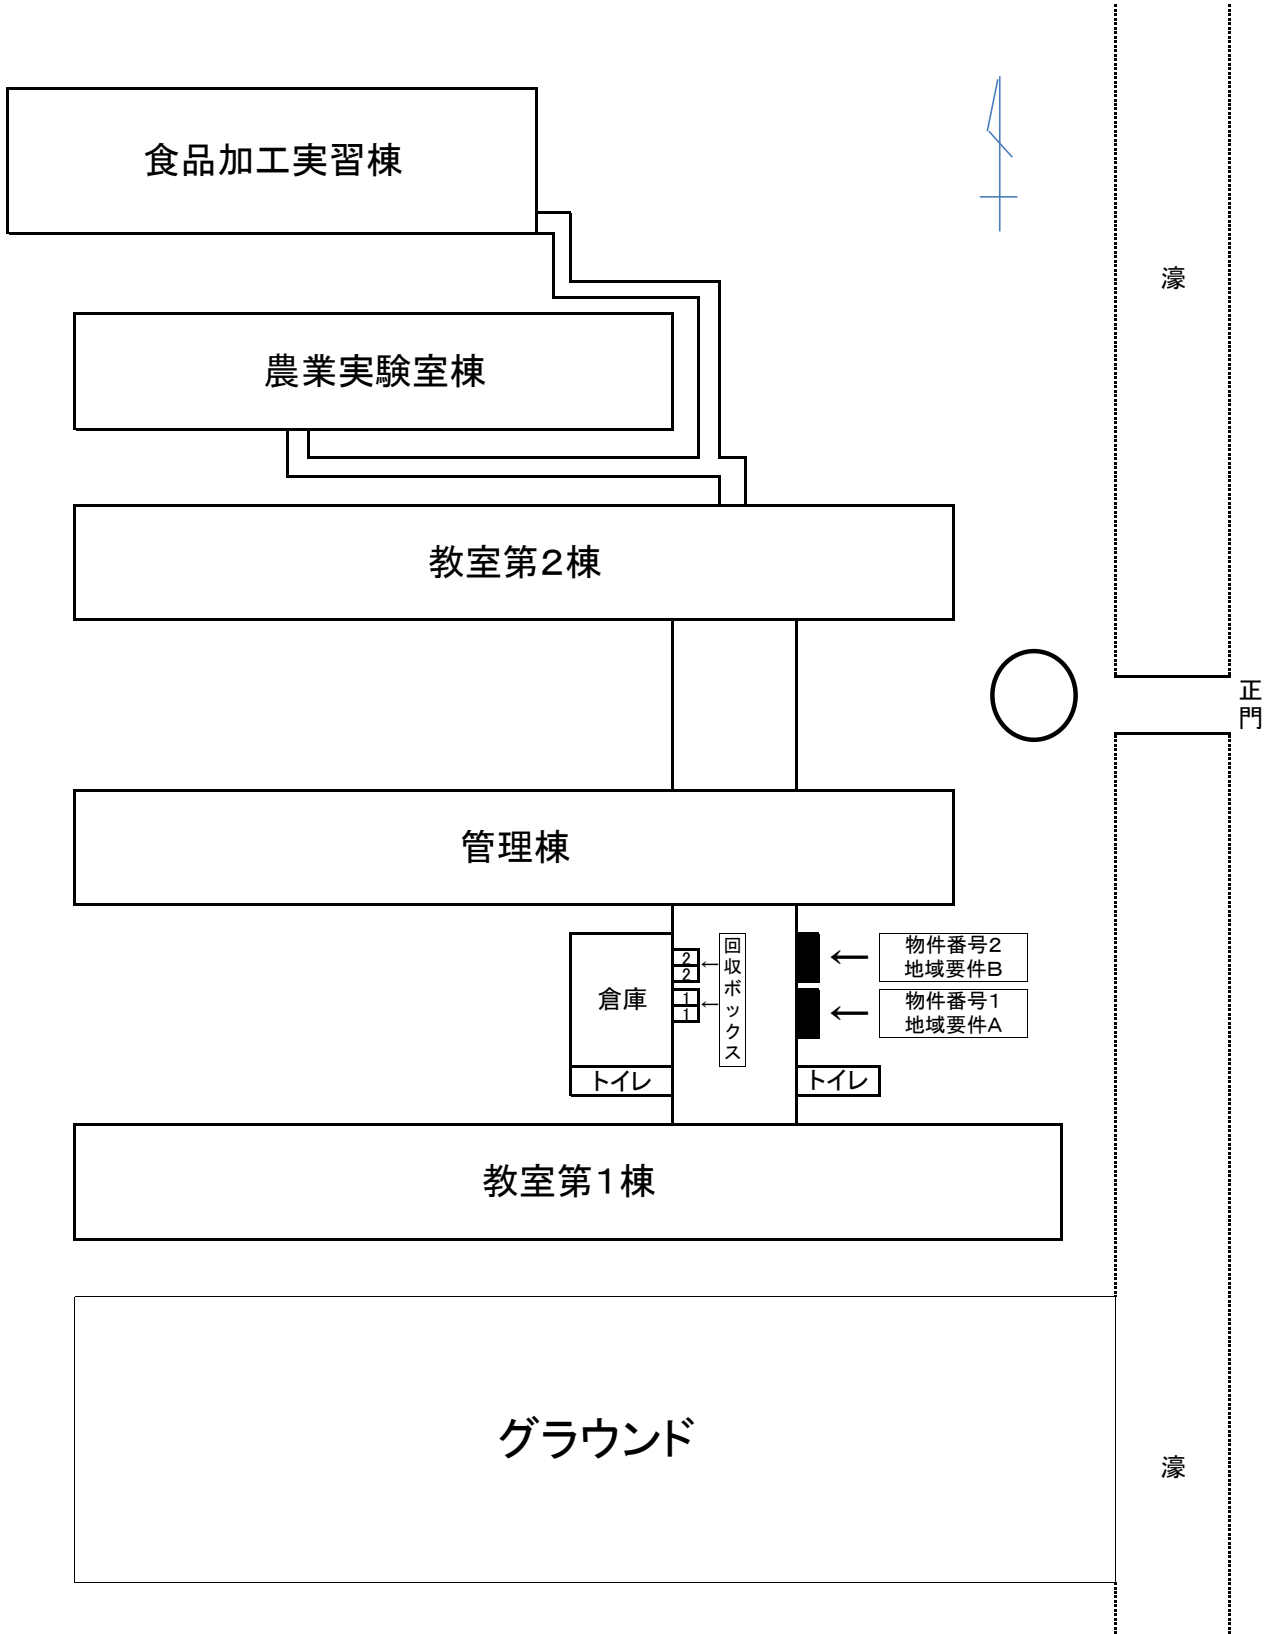 食品加工実習棟
濠
農業実験室棟
教室第2棟
正門
管理棟
物件番号2
地域要件B
回収ボックス
2
2
1
1
倉庫
物件番号1
地域要件A
トイレ
トイレ
教室第1棟
グラウンド
濠